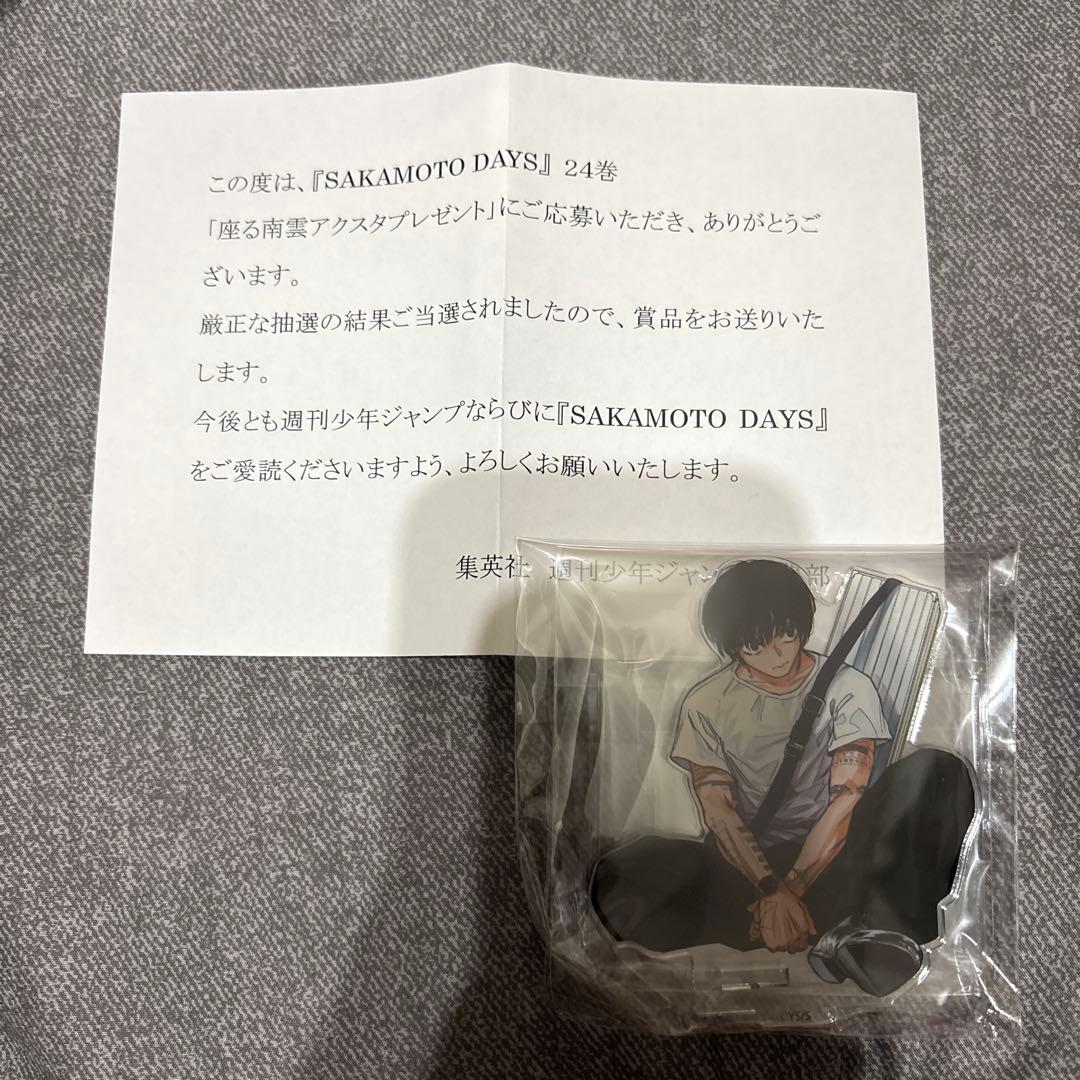 この度は、『SAKAMOTO DAYS』 24巻
「座る南雲アクスタプレゼント」にご応募いただき、ありがとうご
ざいます。
厳正な抽選の結果ご当選されましたので、賞品をお送りいた
します。
今後とも週刊少年ジャンプならびに『SAKAMOTO DAYS』
をご愛読くださいますよう、よろしくお願いいたします。
集英社 週刊少年ジャン 部
YS/S